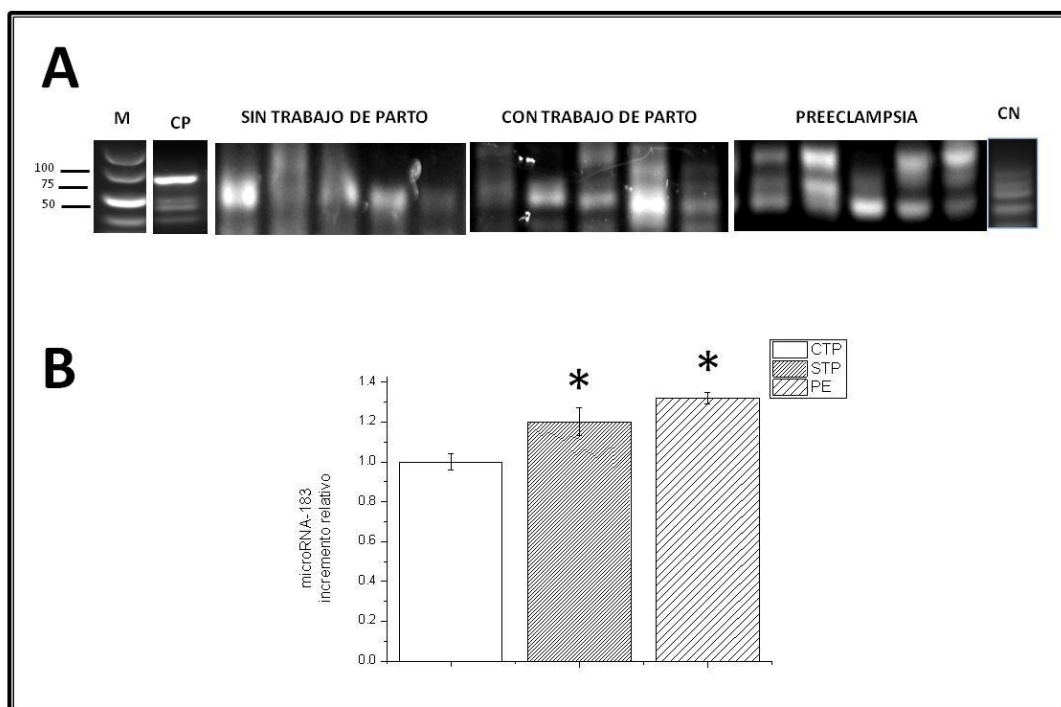 A
M
CP
SIN TRABAJO DE PARTO
CON TRABAJO DE PARTO
PREECLAMPSIA
CN
100
75
50
B
*
*
CTP
STP
PE
1.4
1.2
1.0
0.8
0.6
0.4
0.2
0.0
microRNA-183
incremento relativo